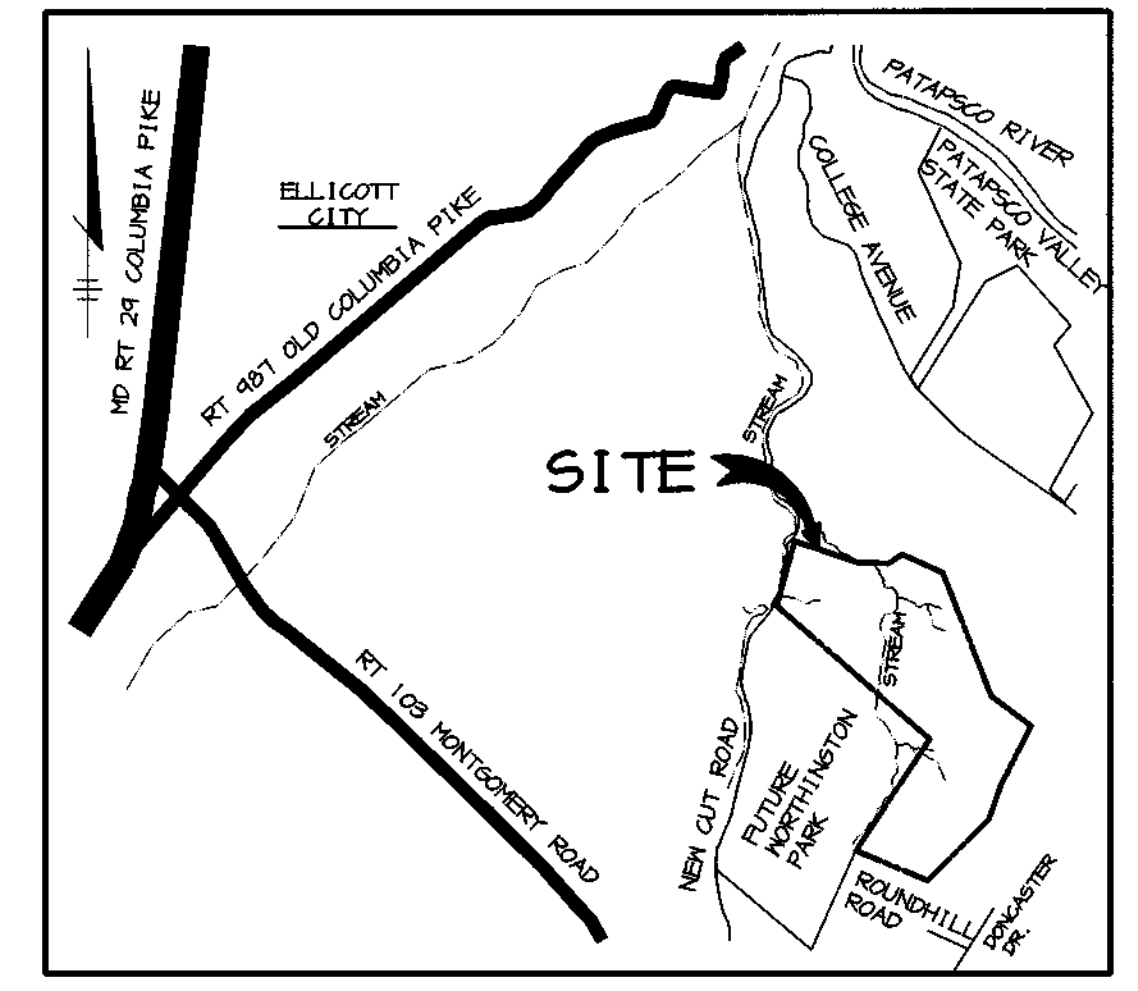 MD RT 29 COLUMBIA PIKE
ELLICOTT
CITY
RT 987 OLD COLUMBIA PIKE
STREAM
PATAPSCO RIVER
PATAPSCO VALLEY
STATE PARK
COLLEGE AVENUE
STREAM
SITE
STREAM
RT 103 MONTGOMERY ROAD
NEW CUT ROAD
FUTURE
WORTHINGTON
PARK
ROUNDHILL
ROAD
DONCASTER
DR.